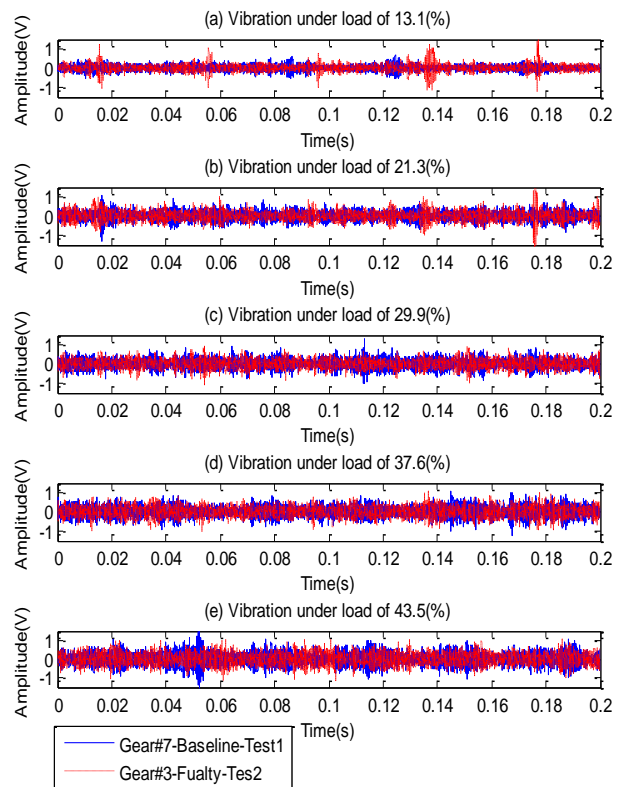 (a) Vibration under load of 13.1(%)
Amplitude(V)
1
0
-1
0 0.02 0.04 0.06 0.08 0.1 0.12 0.14 0.16 0.18 0.2
Time(s)
(b) Vibration under load of 21.3(%)
Amplitude(V)
1
0
-1
0 0.02 0.04 0.06 0.08 0.1 0.12 0.14 0.16 0.18 0.2
Time(s)
(c) Vibration under load of 29.9(%)
Amplitude(V)
1
0
-1
0 0.02 0.04 0.06 0.08 0.1 0.12 0.14 0.16 0.18 0.2
Time(s)
(d) Vibration under load of 37.6(%)
Amplitude(V)
1
0
-1
0 0.02 0.04 0.06 0.08 0.1 0.12 0.14 0.16 0.18 0.2
Time(s)
(e) Vibration under load of 43.5(%)
Amplitude(V)
1
0
-1
0 0.02 0.04 0.06 0.08 0.1 0.12 0.14 0.16 0.18 0.2
Time(s)
Gear#7-Baseline-Test1
Gear#3-Fualty-Tes2